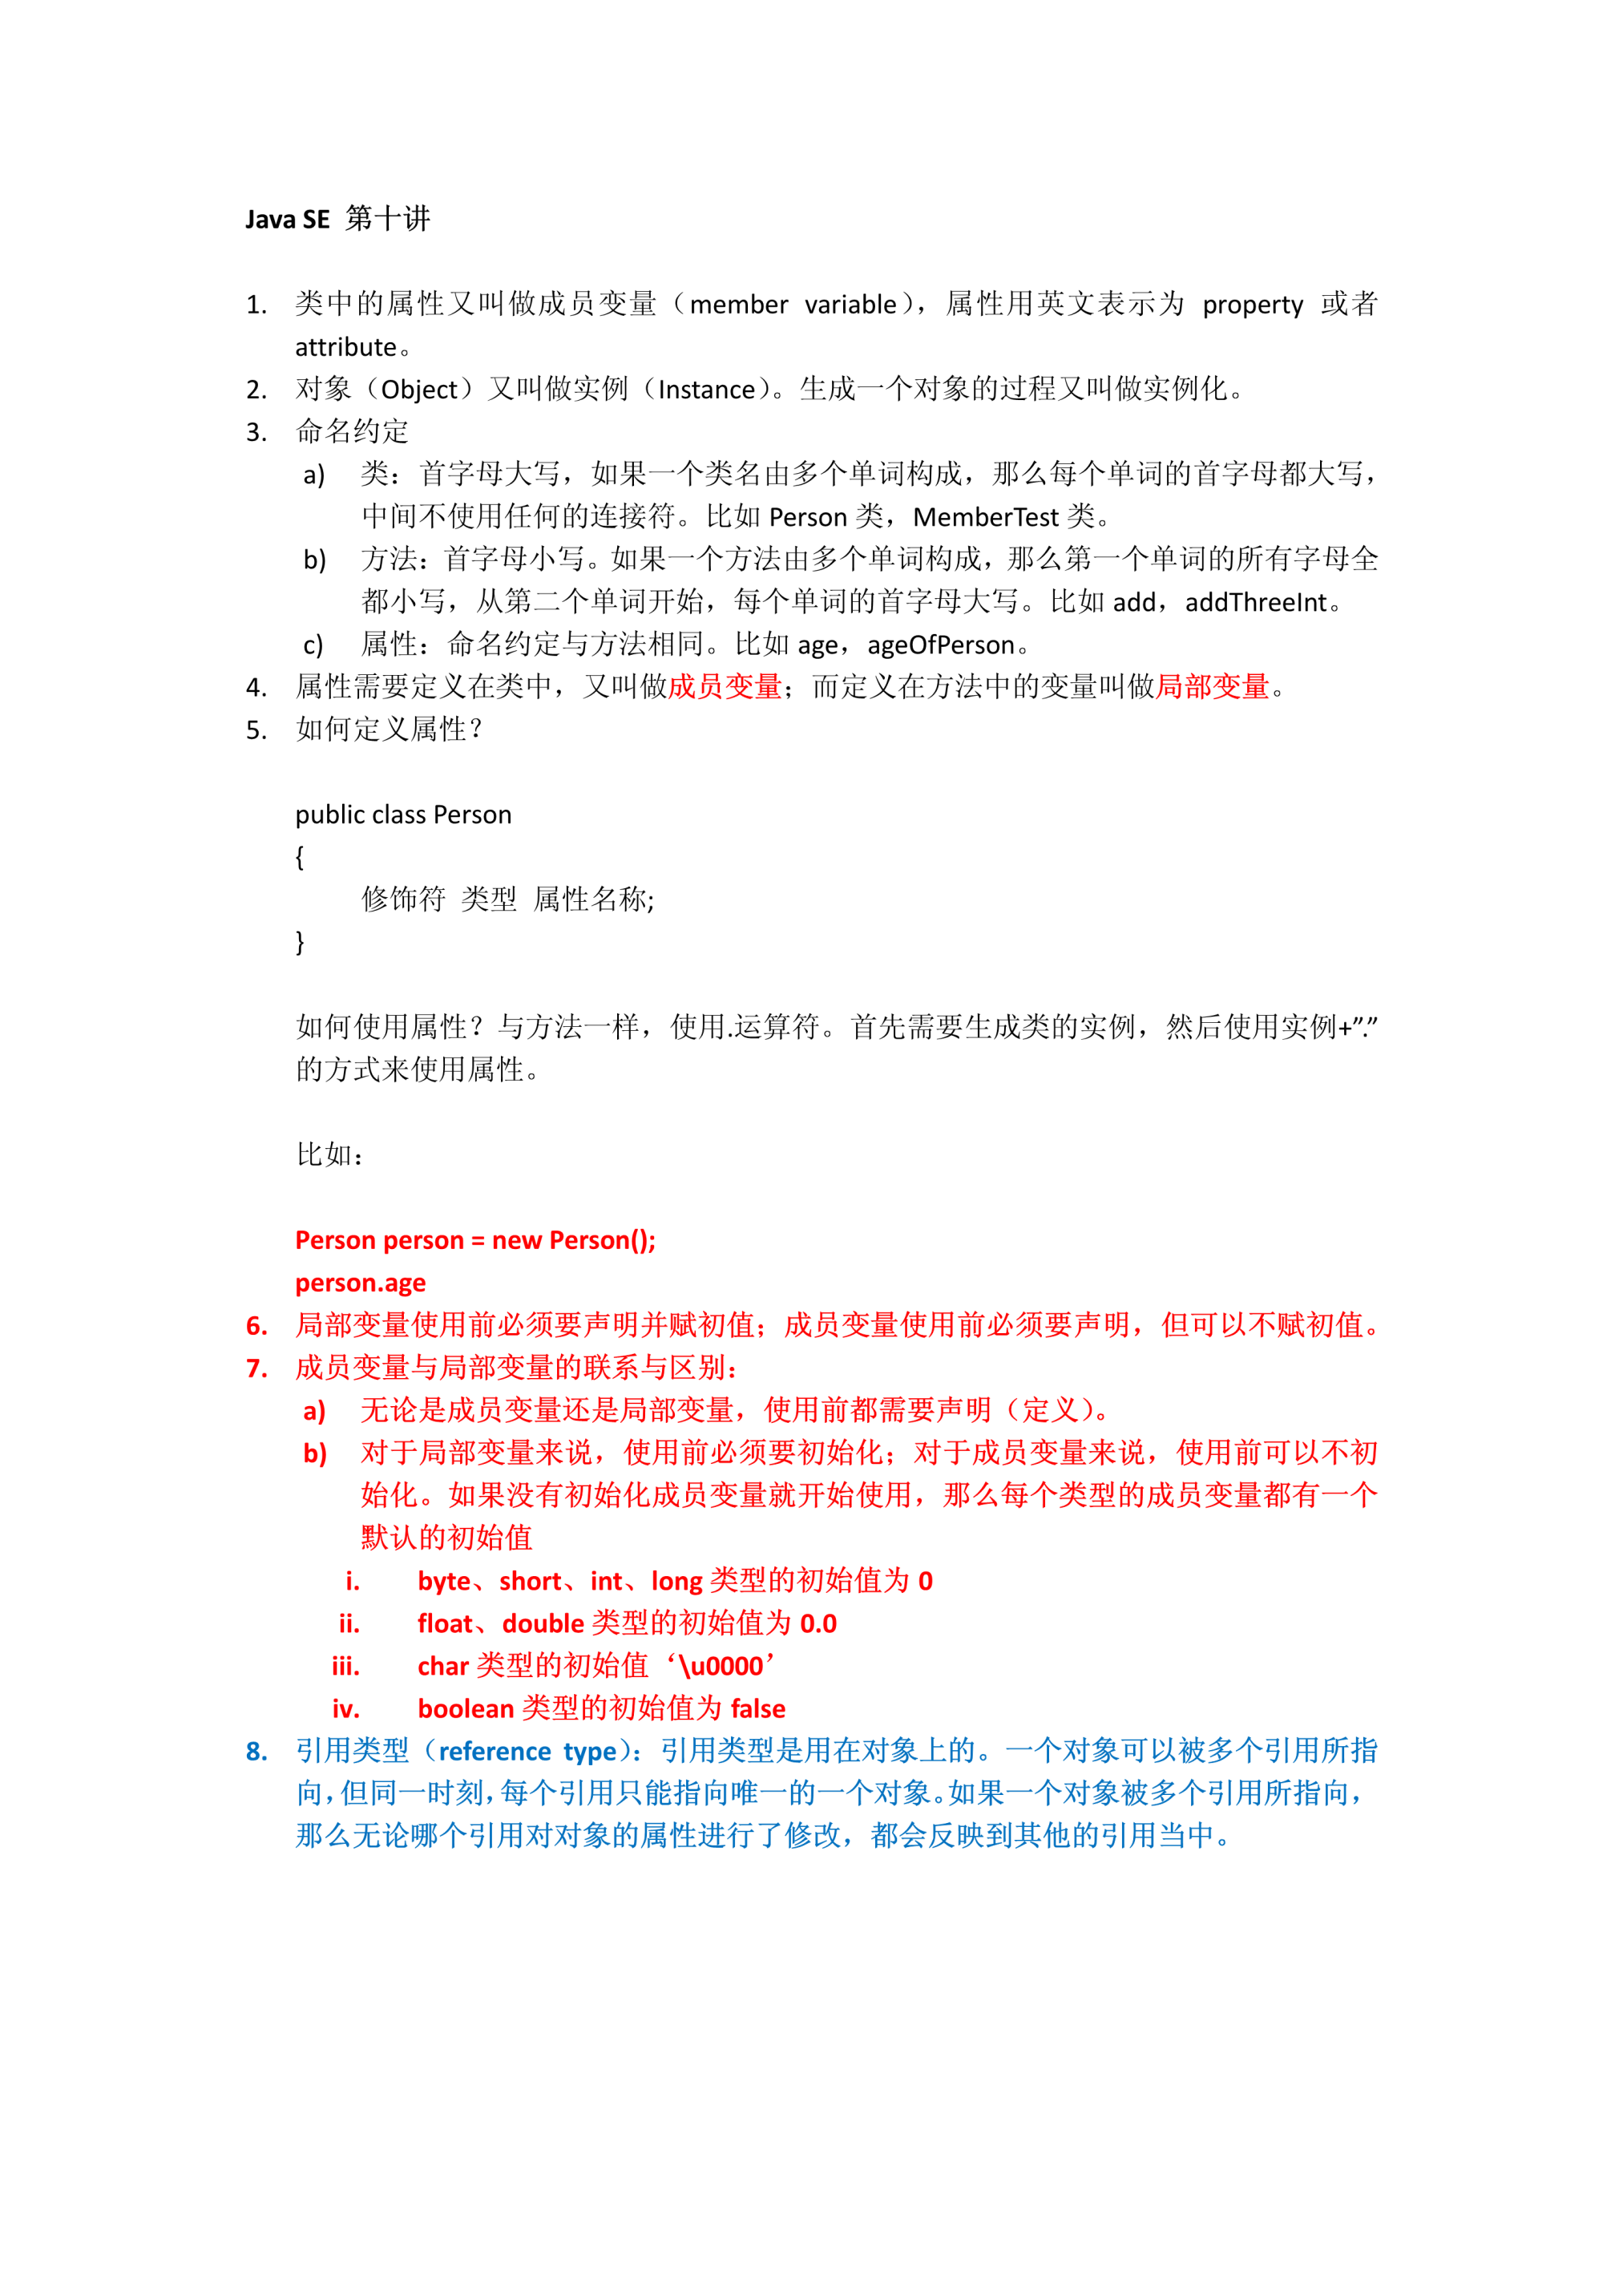 Java SE 第十讲
1. 类中的属性又叫做成员变量（member variable），属性用英文表示为 property 或者
attribute。
2. 对象（Object）又叫做实例（Instance）。生成一个对象的过程又叫做实例化。
3. 命名约定
a) 类：首字母大写，如果一个类名由多个单词构成，那么每个单词的首字母都大写，
中间不使用任何的连接符。比如 Person 类，MemberTest 类。
b) 方法：首字母小写。如果一个方法由多个单词构成，那么第一个单词的所有字母全
都小写，从第二个单词开始，每个单词的首字母大写。比如 add，addThreeInt。
c) 属性：命名约定与方法相同。比如 age，ageOfPerson。
4. 属性需要定义在类中，又叫做成员变量；而定义在方法中的变量叫做局部变量。
5. 如何定义属性？
public class Person
{
修饰符 类型 属性名称;
}
如何使用属性？与方法一样，使用.运算符。首先需要生成类的实例，然后使用实例+”.”
的方式来使用属性。
比如：
Person person = new Person();
person.age
6. 局部变量使用前必须要声明并赋初值；成员变量使用前必须要声明，但可以不赋初值。
7. 成员变量与局部变量的联系与区别：
a) 无论是成员变量还是局部变量，使用前都需要声明（定义）。
b) 对于局部变量来说，使用前必须要初始化；对于成员变量来说，使用前可以不初
始化。如果没有初始化成员变量就开始使用，那么每个类型的成员变量都有一个
默认的初始值
i. byte、short、int、long 类型的初始值为 0
ii. float、double 类型的初始值为 0.0
iii. char 类型的初始值‘\u0000’
iv. boolean 类型的初始值为 false
8. 引用类型（reference type）：引用类型是用在对象上的。一个对象可以被多个引用所指
向，但同一时刻，每个引用只能指向唯一的一个对象。如果一个对象被多个引用所指向，
那么无论哪个引用对对象的属性进行了修改，都会反映到其他的引用当中。